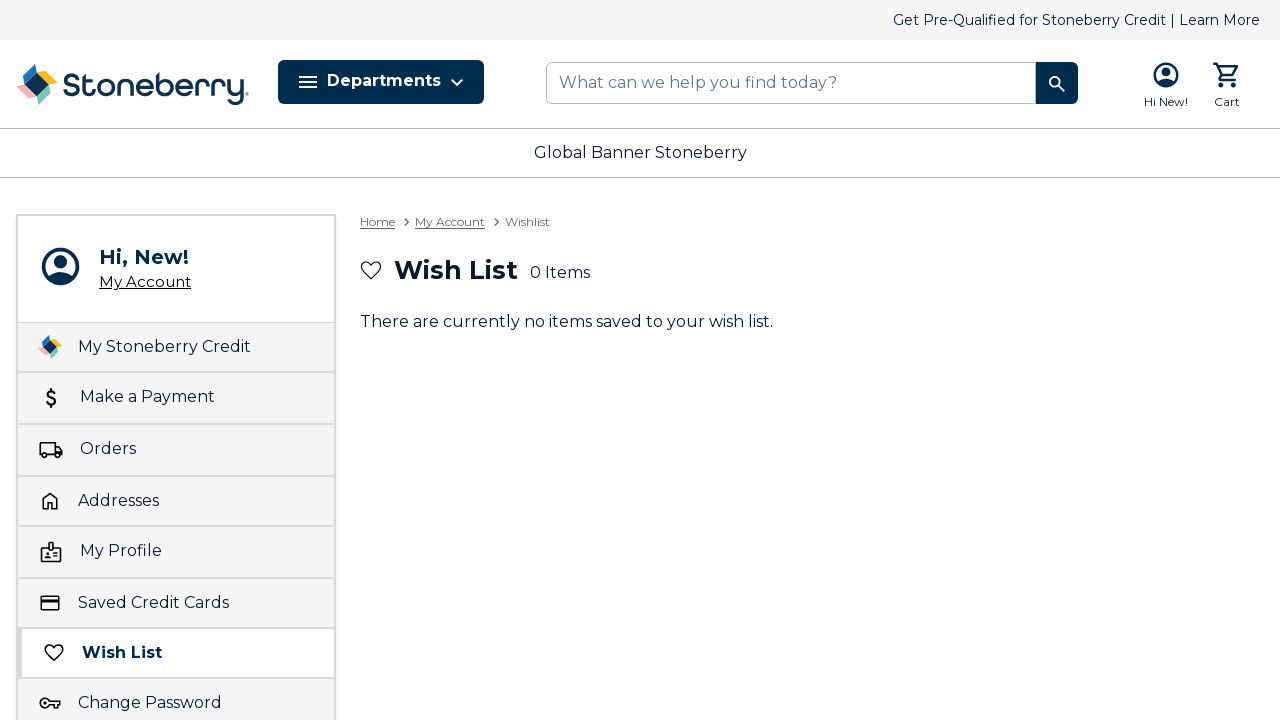 Get Pre-Qualified for Stoneberry Credit | Learn More
Stoneberry
Departments
What can we help you find today?
Hi New!
Cart
Global Banner Stoneberry
Hi, New!
My Account
My Stoneberry Credit
Make a Payment
Orders
Addresses
My Profile
Saved Credit Cards
Wish List
Change Password
Home > My Account > Wishlist
Wish List 0 Items
There are currently no items saved to your wish list.